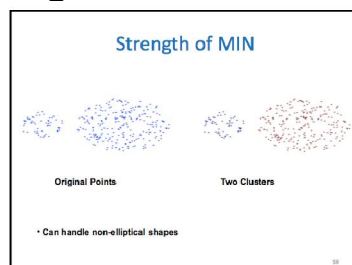 Strength of MIN
Original Points
Two Clusters
• Can handle non-elliptical shapes